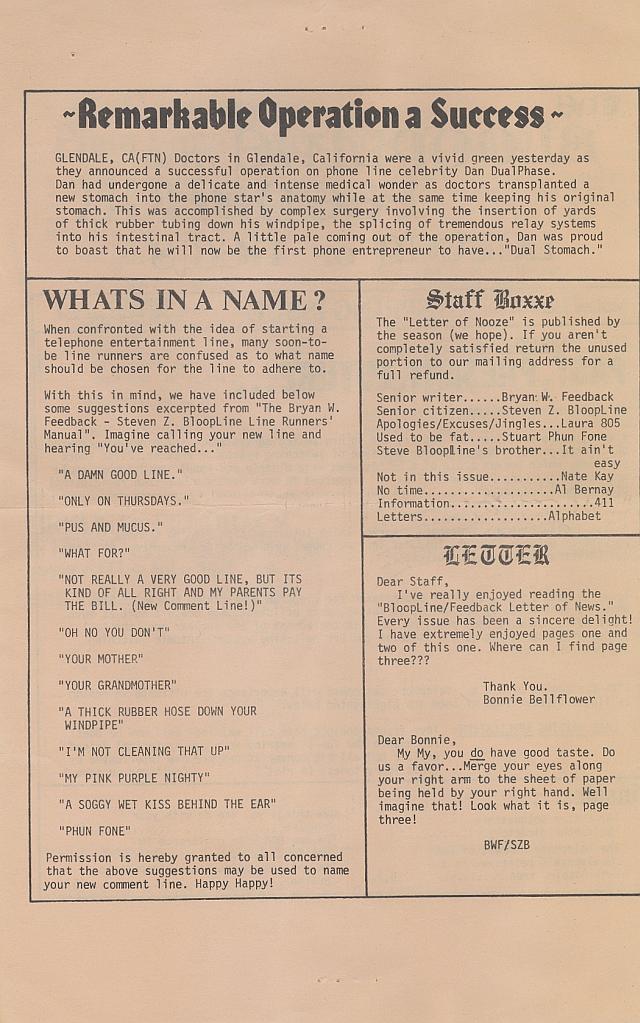 ~Remarkable Operation a Success~
GLENDALE, CA(FTN) Doctors in Glendale, California were a vivid green yesterday as
they announced a successful operation on phone line celebrity Dan DualPhase.
Dan had undergone a delicate and intense medical wonder as doctors transplanted a
new stomach into the phone star's anatomy while at the same time keeping his original
stomach. This was accomplished by complex surgery involving the insertion of yards
of thick rubber tubing down his windpipe, the splicing of tremendous relay systems
into his intestinal tract. A little pale coming out of the operation, Dan was proud
to boast that he will now be the first phone entrepreneur to have..."Dual Stomach."
WHATS IN A NAME?
When confronted with the idea of starting a
telephone entertainment line, many soon-to-
be line runners are confused as to what name
should be chosen for the line to adhere to.
With this in mind, we have included below
some suggestions excerpted from "The Bryan W.
Feedback - Steven Z. BloopLine Line Runners'
Manual". Imagine calling your new line and
hearing "You've reached..."
"A DAMN GOOD LINE."
"ONLY ON THURSDAYS."
"PUS AND MUCUS."
"WHAT FOR?"
"NOT REALLY A VERY GOOD LINE, BUT ITS
KIND OF ALL RIGHT AND MY PARENTS PAY
THE BILL. (New Comment Line!)"
"OH NO YOU DON'T"
"YOUR MOTHER"
"YOUR GRANDMOTHER"
"A THICK RUBBER HOSE DOWN YOUR
WINDPIPE"
"I'M NOT CLEANING THAT UP"
"MY PINK PURPLE NIGHTY"
"A SOGGY WET KISS BEHIND THE EAR"
"PHUN FONE"
Permission is hereby granted to all concerned
that the above suggestions may be used to name
your new comment line. Happy Happy!
Staff Boxxe
The "Letter of Nooze" is published by
the season (we hope). If you aren't
completely satisfied return the unused
portion to our mailing address for a
full refund.
Senior writer......Bryan W. Feedback
Senior citizen.....Steven Z. BloopLine
Apologies/Excuses/Jingles...Laura 805
Used to be fat.....Stuart Phun Fone
Steve BloopLine's brother...It ain't
easy
Not in this issue...........Nate Kay
No time.....................Al Bernay
Information.....................411
Letters....................Alphabet
LETTER
Dear Staff,
I've really enjoyed reading the
"BloopLine/Feedback Letter of News."
Every issue has been a sincere delight!
I have extremely enjoyed pages one and
two of this one. Where can I find page
three???
Thank You.
Bonnie Bellflower
Dear Bonnie,
My My, you do have good taste. Do
us a favor...Merge your eyes along
your right arm to the sheet of paper
being held by your right hand. Well
imagine that! Look what it is, page
three!
BWF/SZB